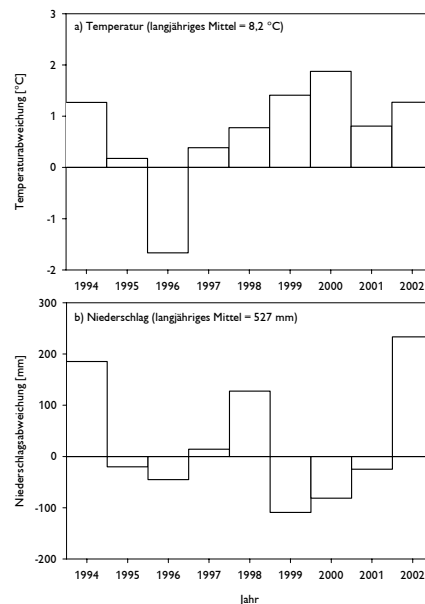 a) Temperatur (langjähriges Mittel = 8,2 °C)
Temperaturabweichung [°C]
3
2
1
0
-1
-2
1994 1995 1996 1997 1998 1999 2000 2001 2002
b) Niederschlag (langjähriges Mittel = 527 mm)
Niederschlagsabweichung [mm]
300
200
100
0
-100
-200
1994 1995 1996 1997 1998 1999 2000 2001 2002
Jahr